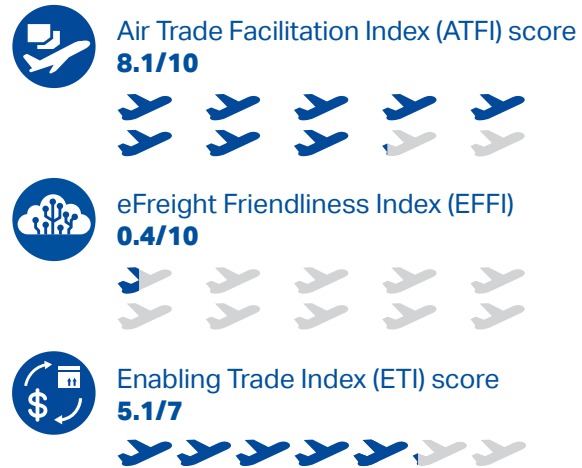 Air Trade Facilitation Index (ATFI) score
8.1/10
eFreight Friendliness Index (EFFI)
0.4/10
$
Enabling Trade Index (ETI) score
5.1/7